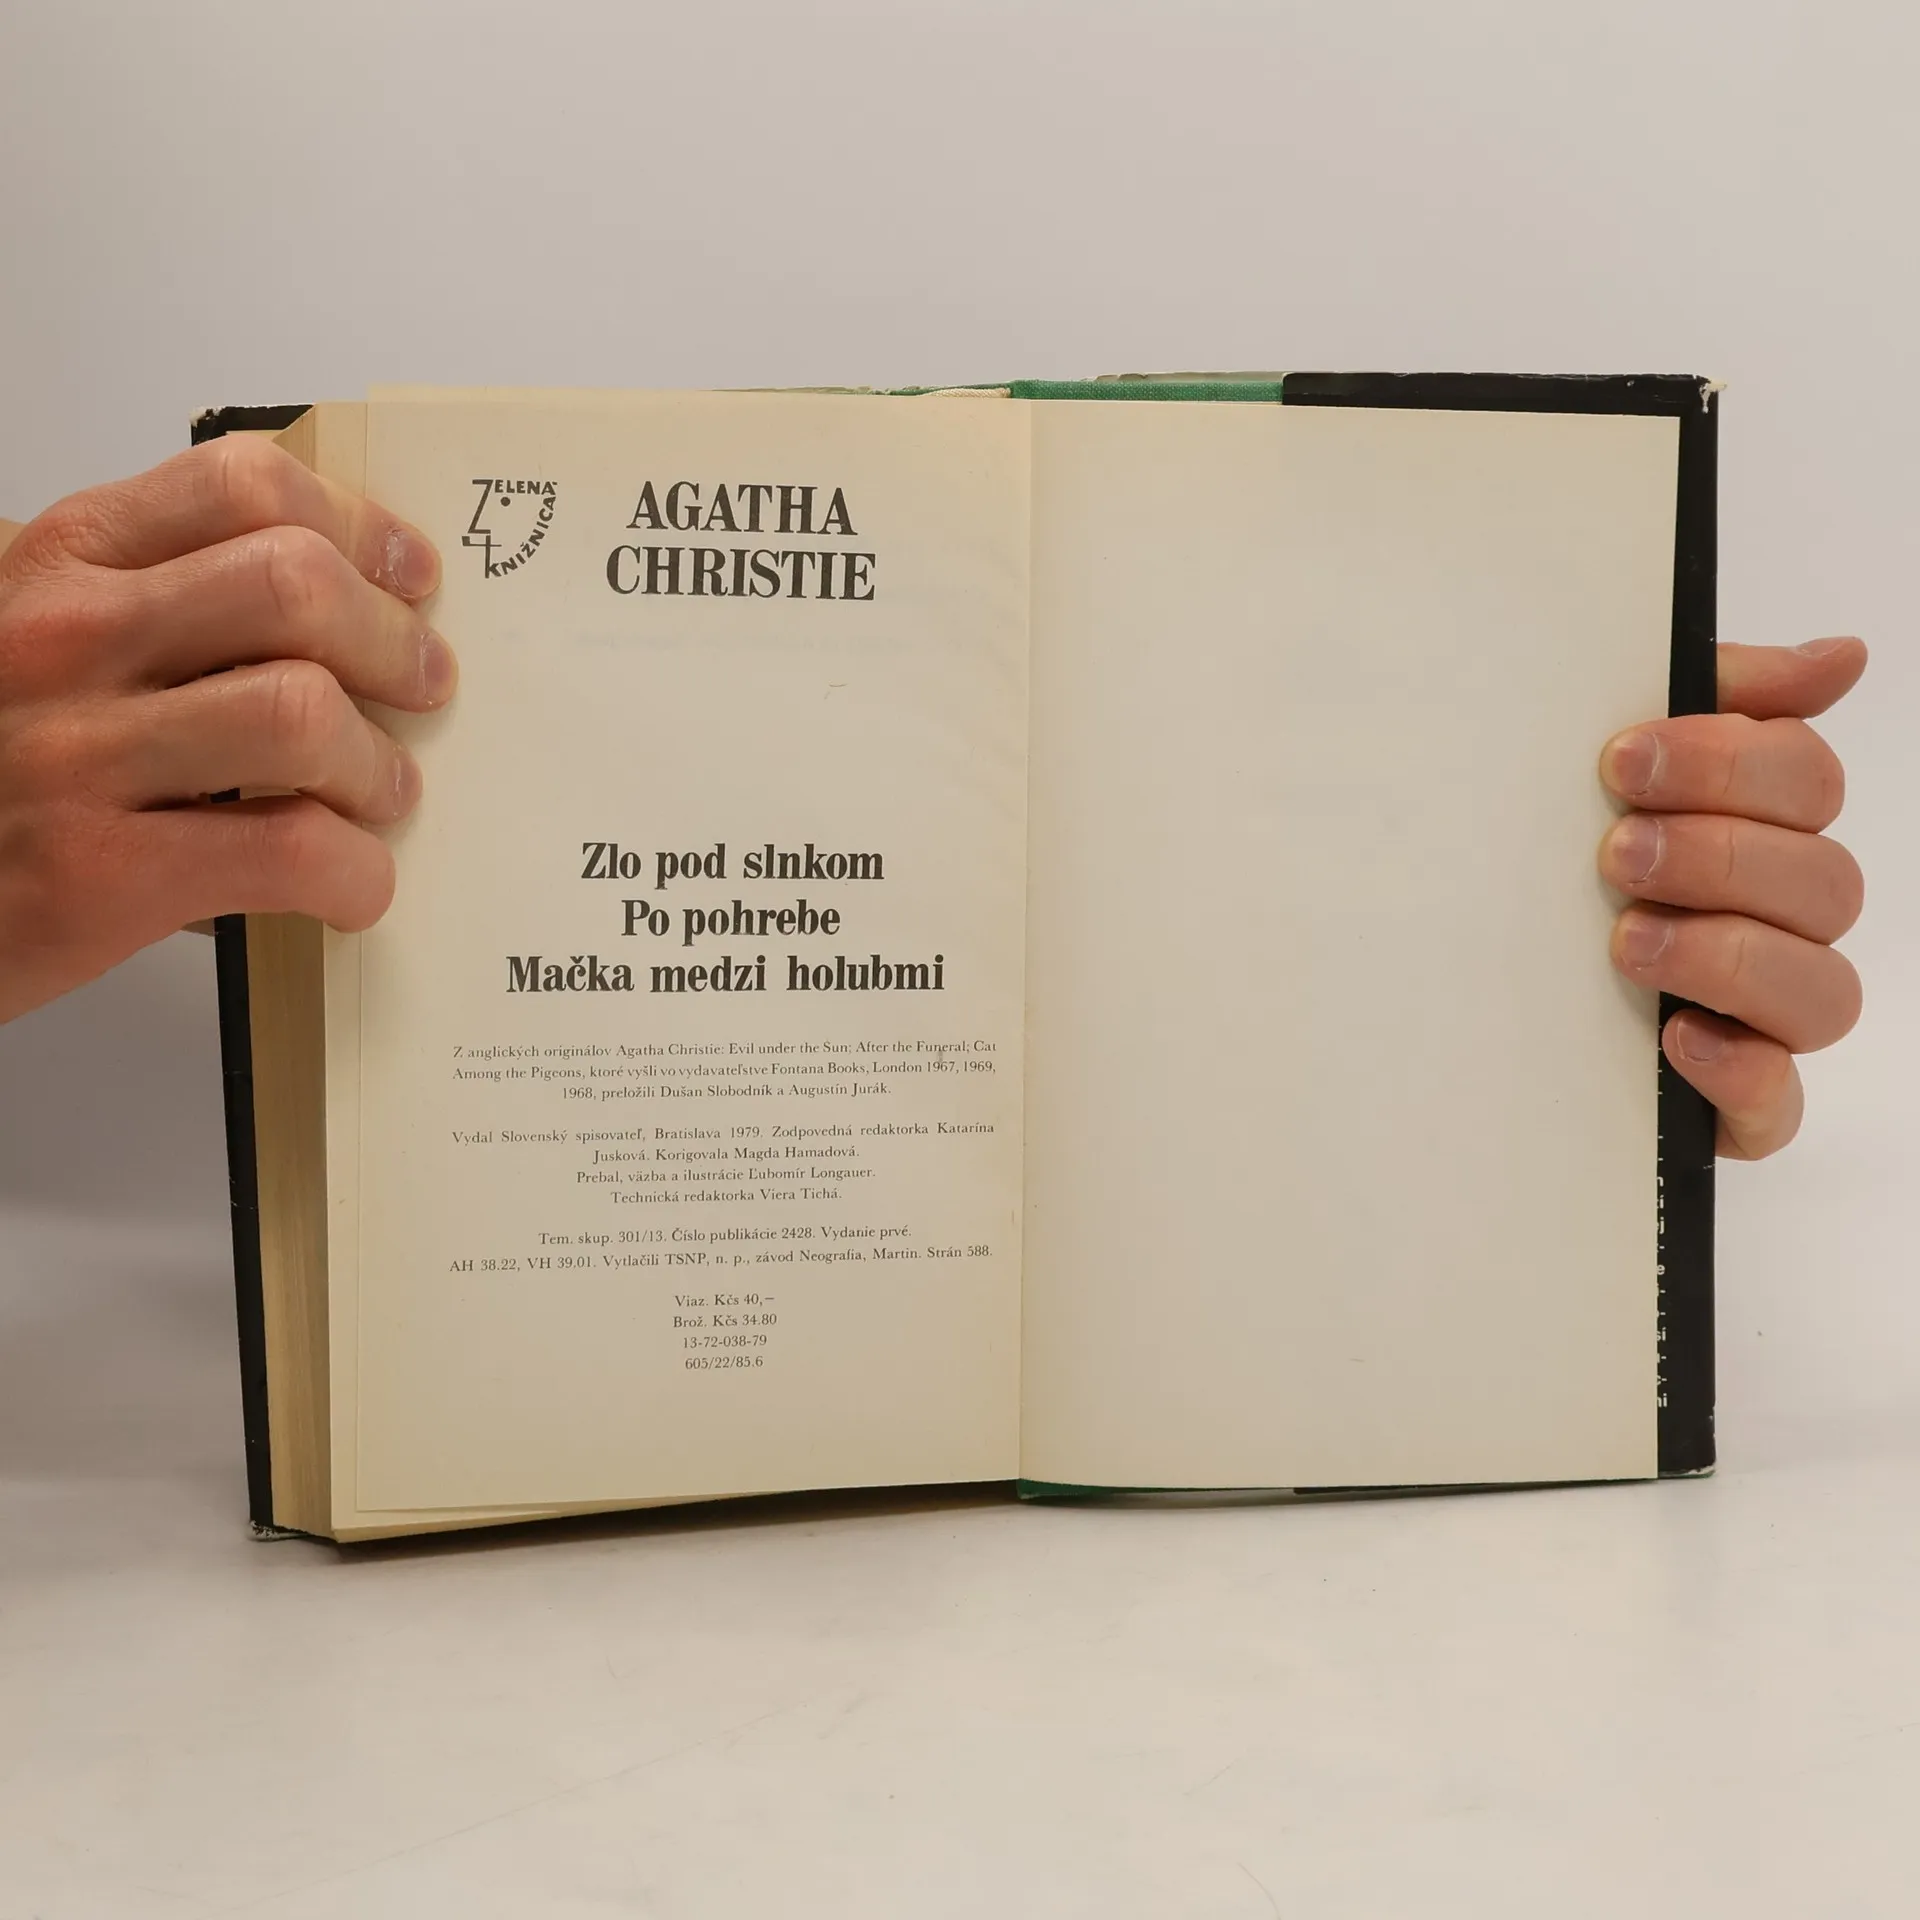 ZELENÁ
KNIŽNICA
AGATHA
CHRISTIE
Zlo pod slnkom
Po pohrebe
Mačka medzi holubmi
Z anglických originálov Agatha Christie: Evil under the Sun; After the Funeral; Cat
Among the Pigeons, ktoré vyšli vo vydavateľstve Fontana Books, London 1967, 1969,
1968, preložili Dušan Slobodník a Augustín Jurák.
Vydal Slovenský spisovateľ, Bratislava 1979. Zodpovedná redaktorka Katarína
Jusková. Korigovala Magda Hamadová.
Prebal, väzba a ilustrácie Ľubomír Longauer.
Technická redaktorka Viera Tichá.
Tem. skup. 301/13. Číslo publikácie 2428. Vydanie prvé.
AH 38.22, VH 39.01. Vytlačili TSNP, n. p., závod Neografia, Martin. Strán 588.
Viaz. Kčs 40,—
Brož. Kčs 34.80
13-72-038-79
605/22/85.6